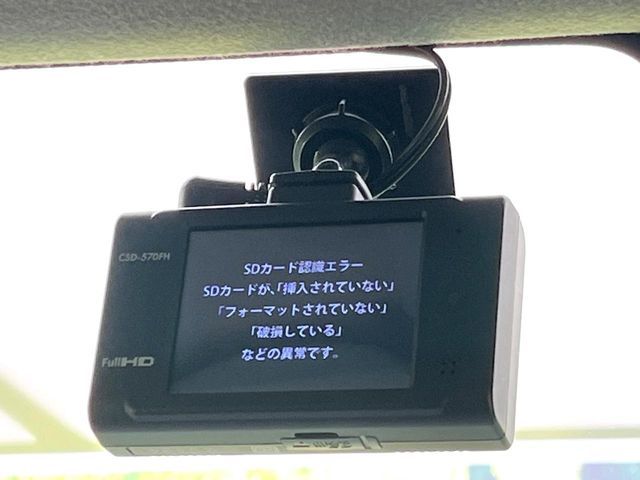 CSD-570FH
SDカード認識エラー
SDカードが、「挿入されていない」
「フォーマットされていない」
「破損している」
などの異常です。
FullHD